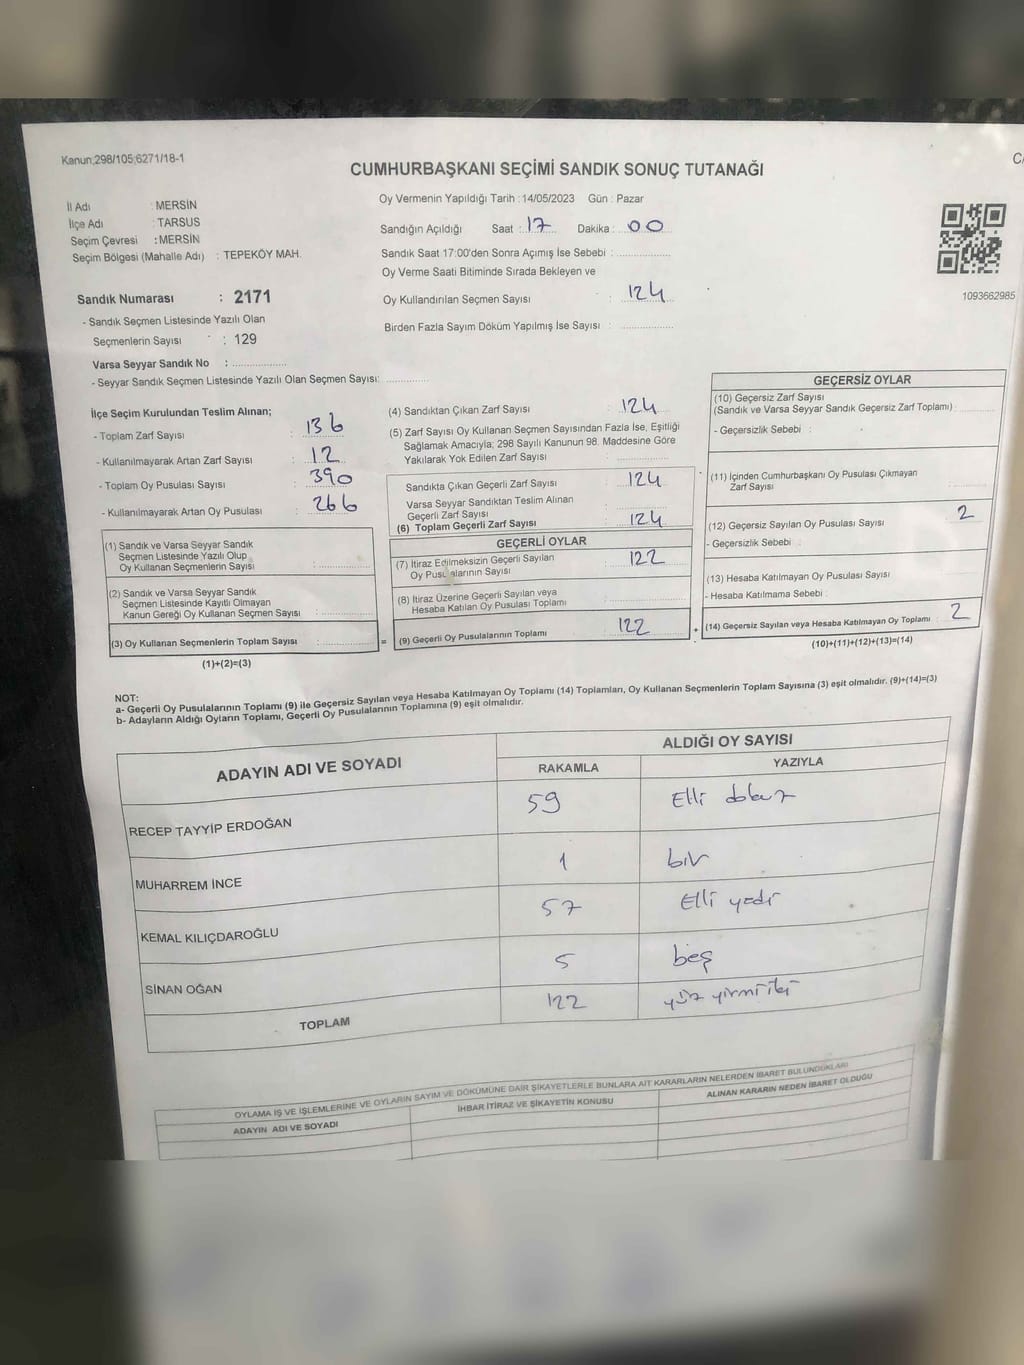 Kanun;298/105;6271/18-1
CUMHURBAŞKANI SEÇİMİ SANDIK SONUÇ TUTANAĞI
İl Adı : MERSİN
İlçe Adı : TARSUS
Seçim Çevresi : MERSİN
Seçim Bölgesi (Mahalle Adı) : TEPEKÖY MAH.
Sandık Numarası : 2171
- Sandık Seçmen Listesinde Yazılı Olan
Seçmenlerin Sayısı : 129
Varsa Seyyar Sandık No :
- Seyyar Sandık Seçmen Listesinde Yazılı Olan Seçmen Sayısı:
Oy Vermenin Yapıldığı Tarih : 14/05/2023 Gün : Pazar
Sandığın Açıldığı Saat : 17 Dakika : 00
Sandık Saat 17:00'den Sonra Açımış İse Sebebi :
Oy Verme Saati Bitiminde Sırada Bekleyen ve
Oy Kullandırılan Seçmen Sayısı : 124
Birden Fazla Sayım Döküm Yapılmış İse Sayısı :
1093662985
İlçe Seçim Kurulundan Teslim Alınan;
- Toplam Zarf Sayısı : 136
- Kullanılmayarak Artan Zarf Sayısı : 12
- Toplam Oy Pusulası Sayısı : 390
- Kullanılmayarak Artan Oy Pusulası : 266
(1) Sandık ve Varsa Seyyar Sandık
Seçmen Listesinde Yazılı Olup
Oy Kullanan Seçmenlerin Sayısı :
(2) Sandık ve Varsa Seyyar Sandık
Seçmen Listesinde Kayıtlı Olmayan
Kanun Gereği Oy Kullanan Seçmen Sayısı :
(3) Oy Kullanan Seçmenlerin Toplam Sayısı :
(1)+(2)=(3)
(4) Sandıktan Çıkan Zarf Sayısı : 124
(5) Zarf Sayısı Oy Kullanan Seçmen Sayısından Fazla İse, Eşitliği
Sağlamak Amacıyla; 298 Sayılı Kanunun 98. Maddesine Göre
Yakılarak Yok Edilen Zarf Sayısı :
Sandıkta Çıkan Geçerli Zarf Sayısı : 124
Varsa Seyyar Sandıktan Teslim Alınan
Geçerli Zarf Sayısı :
(6) Toplam Geçerli Zarf Sayısı : 124
GEÇERLİ OYLAR
(7) İtiraz Edilmeksizin Geçerli Sayılan
Oy Pusulalarının Sayısı : 122
(8) İtiraz Üzerine Geçerli Sayılan veya
Hesaba Katılan Oy Pusulası Toplamı :
= (9) Geçerli Oy Pusulalarının Toplamı : 122
GEÇERSİZ OYLAR
(10) Geçersiz Zarf Sayısı
(Sandık ve Varsa Seyyar Sandık Geçersiz Zarf Toplamı) :
- Geçersizlik Sebebi :
(11) İçinden Cumhurbaşkanı Oy Pusulası Çıkmayan
Zarf Sayısı :
(12) Geçersiz Sayılan Oy Pusulası Sayısı : 2
- Geçersizlik Sebebi :
(13) Hesaba Katılmayan Oy Pusulası Sayısı :
- Hesaba Katılmama Sebebi :
+ (14) Geçersiz Sayılan veya Hesaba Katılmayan Oy Toplamı : 2
(10)+(11)+(12)+(13)=(14)
NOT:
a- Geçerli Oy Pusulalarının Toplamı (9) ile Geçersiz Sayılan veya Hesaba Katılmayan Oy Toplamı (14) Toplamları, Oy Kullanan Seçmenlerin Toplam Sayısına (3) eşit olmalıdır. (9)+(14)=(3)
b- Adayların Aldığı Oyların Toplamı, Geçerli Oy Pusulalarının Toplamına (9) eşit olmalıdır.
ADAYIN ADI VE SOYADI
ALDIĞI OY SAYISI
RAKAMLA YAZIYLA
RECEP TAYYİP ERDOĞAN 59 Elli dokuz
MUHARREM İNCE 1 bir
KEMAL KILIÇDAROĞLU 57 Elli yedi
SİNAN OĞAN 5 beş
TOPLAM 122 yüz yirmi iki
OYLAMA İŞ VE İŞLEMLERİNE VE OYLARIN SAYIM VE DÖKÜMÜNE DAİR ŞİKAYETLERLE BUNLARA AİT KARARLARIN NELERDEN İBARET BULUNDUKLARI
ADAYIN ADI VE SOYADI İHBAR İTİRAZ VE ŞİKAYETİN KONUSU ALINAN KARARIN NEDEN İBARET OLDUĞU